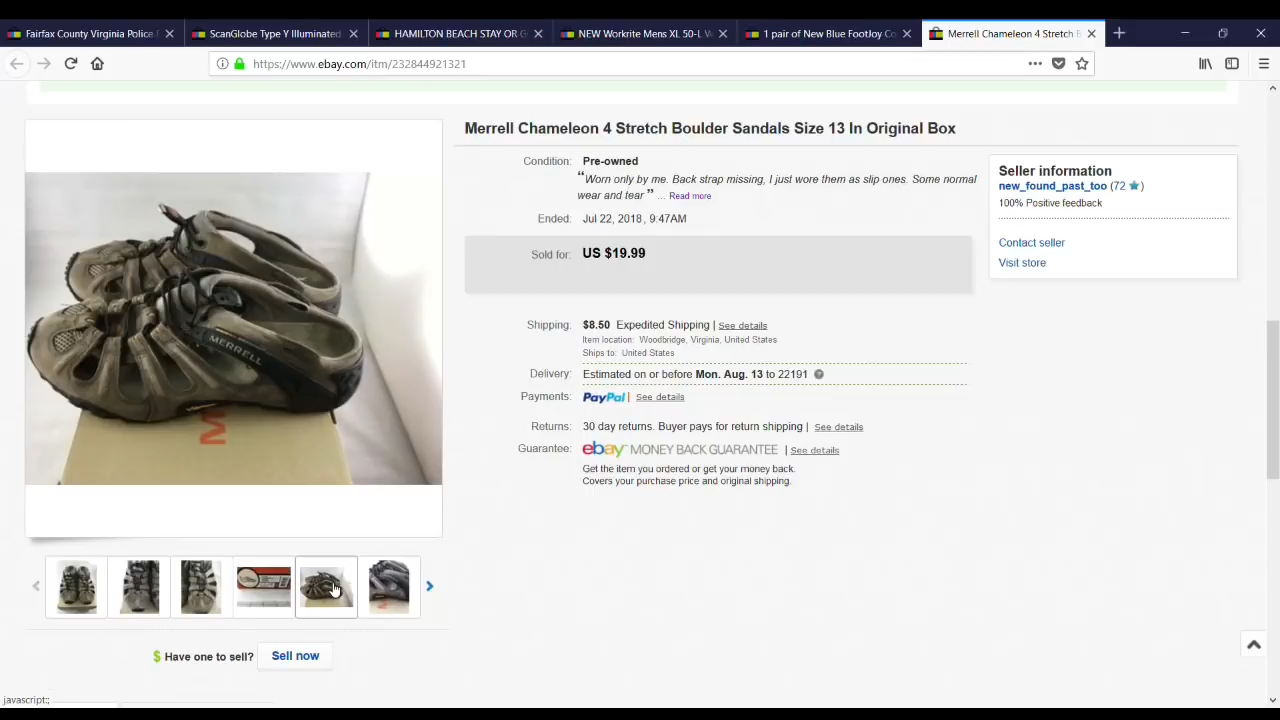 Fairfax County Virginia Police
ScanGlobe Type Y Illuminated
HAMILTON BEACH STAY OR G
NEW Workrite Mens XL 50-L W
1 pair of New Blue FootJoy Co
Merrell Chameleon 4 Stretch B
https://www.ebay.com/itm/232844921321
Merrell Chameleon 4 Stretch Boulder Sandals Size 13 In Original Box
Condition: Pre-owned
“Worn only by me. Back strap missing, I just wore them as slip ones. Some normal
wear and tear” ... Read more
Ended: Jul 22, 2018, 9:47AM
Sold for: US $19.99
Shipping: $8.50 Expedited Shipping | See details
Item location: Woodbridge, Virginia, United States
Ships to: United States
Delivery: Estimated on or before Mon. Aug. 13 to 22191
Payments: PayPal | See details
Returns: 30 day returns. Buyer pays for return shipping | See details
Guarantee: ebay MONEY BACK GUARANTEE | See details
Get the item you ordered or get your money back.
Covers your purchase price and original shipping.
Seller information
new_found_past_too (72)
100% Positive feedback
Contact seller
Visit store
MERRELL
$ Have one to sell? Sell now
javascript:;